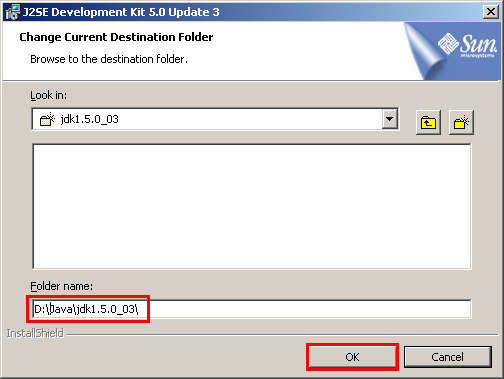 J2SE Development Kit 5.0 Update 3
Change Current Destination Folder
Browse to the destination folder.
Sun
microsystems
Look in:
jdk1.5.0_03
Folder name:
D:\Java\jdk1.5.0_03\
InstallShield
OK
Cancel